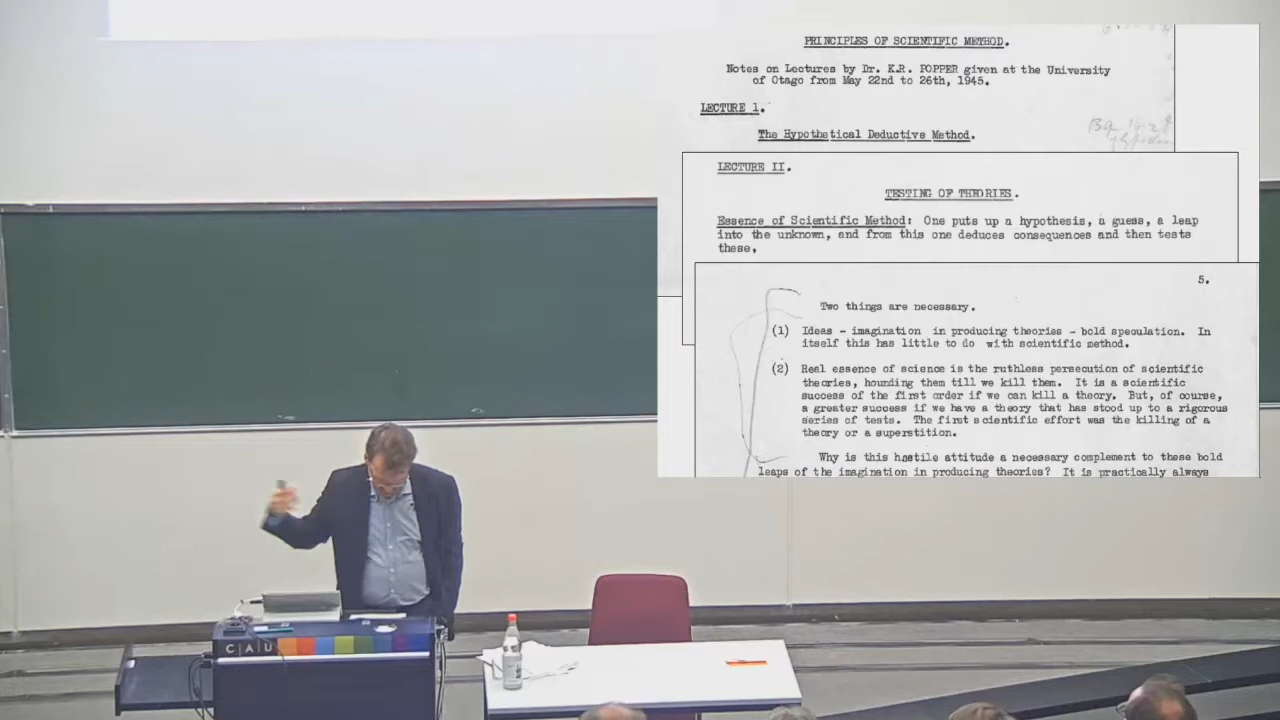 PRINCIPLES OF SCIENTIFIC METHOD.
Notes on Lectures by Dr. K.R. POPPER given at the University
of Otago from May 22nd to 26th, 1945.
LECTURE 1.
The Hypothetical Deductive Method.
LECTURE II.
TESTING OF THEORIES.
Essence of Scientific Method: One puts up a hypothesis, a guess, a leap
into the unknown, and from this one deduces consequences and then tests
these.
5.
Two things are necessary.
(1) Ideas - imagination in producing theories - bold speculation. In
itself this has little to do with scientific method.
(2) Real essence of science is the ruthless persecution of scientific
theories, hounding them till we kill them. It is a scientific
success of the first order if we can kill a theory. But, of course,
a greater success if we have a theory that has stood up to a rigorous
series of tests. The first scientific effort was the killing of a
theory or a superstition.
Why is this hostile attitude a necessary complement to these bold
leaps of the imagination in producing theories? It is practically always
C|A|U